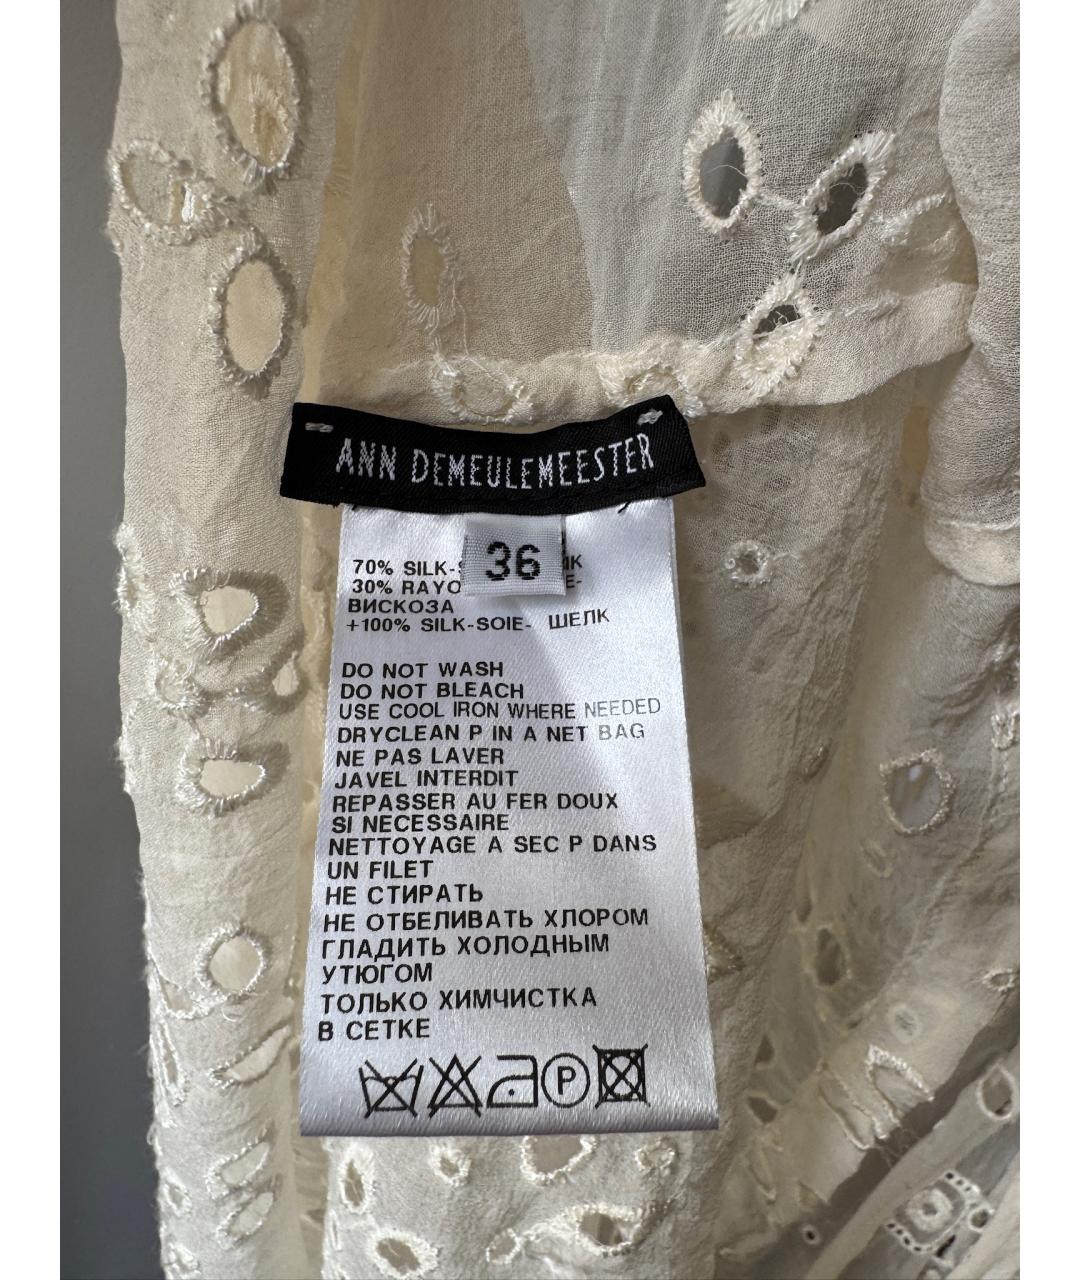 ANN DEMEULEMEESTER
36
70% SILK-
30% RAYO
ВИСКОЗА
+100% SILK-SOIE- ШЕЛК
DO NOT WASH
DO NOT BLEACH
USE COOL IRON WHERE NEEDED
DRYCLEAN P IN A NET BAG
NE PAS LAVER
JAVEL INTERDIT
REPASSER AU FER DOUX
SI NECESSAIRE
NETTOYAGE A SEC P DANS
UN FILET
НЕ СТИРАТЬ
НЕ ОТБЕЛИВАТЬ ХЛОРОМ
ГЛАДИТЬ ХОЛОДНЫМ
УТЮГОМ
ТОЛЬКО ХИМЧИСТКА
В СЕТКЕ
P